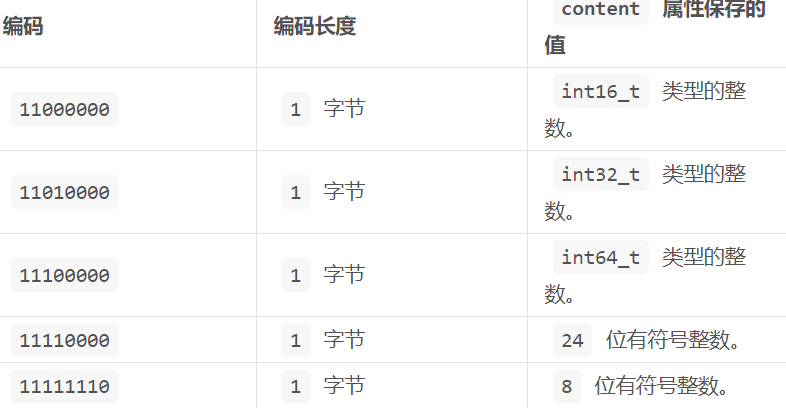 编码 编码长度 content 属性保存的
值
11000000 1 字节 int16_t 类型的整
数。
11010000 1 字节 int32_t 类型的整
数。
11100000 1 字节 int64_t 类型的整
数。
11110000 1 字节 24 位有符号整数。
11111110 1 字节 8 位有符号整数。